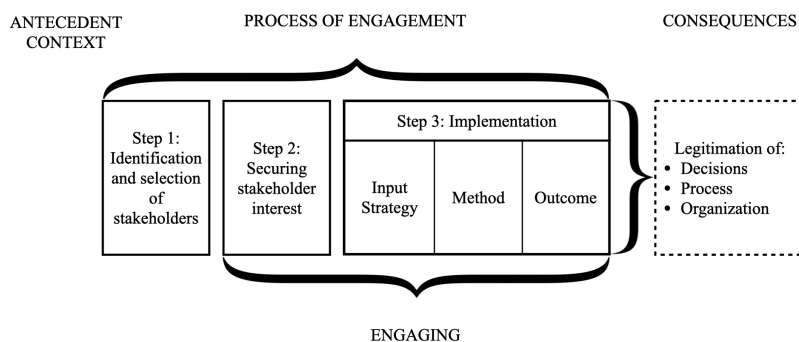 ANTECEDENT
CONTEXT
PROCESS OF ENGAGEMENT
CONSEQUENCES
Step 1:
Identification
and selection
of
stakeholders
Step 2:
Securing
stakeholder
interest
Step 3: Implementation
Input
Strategy
Method
Outcome
Legitimation of:
• Decisions
• Process
• Organization
ENGAGING